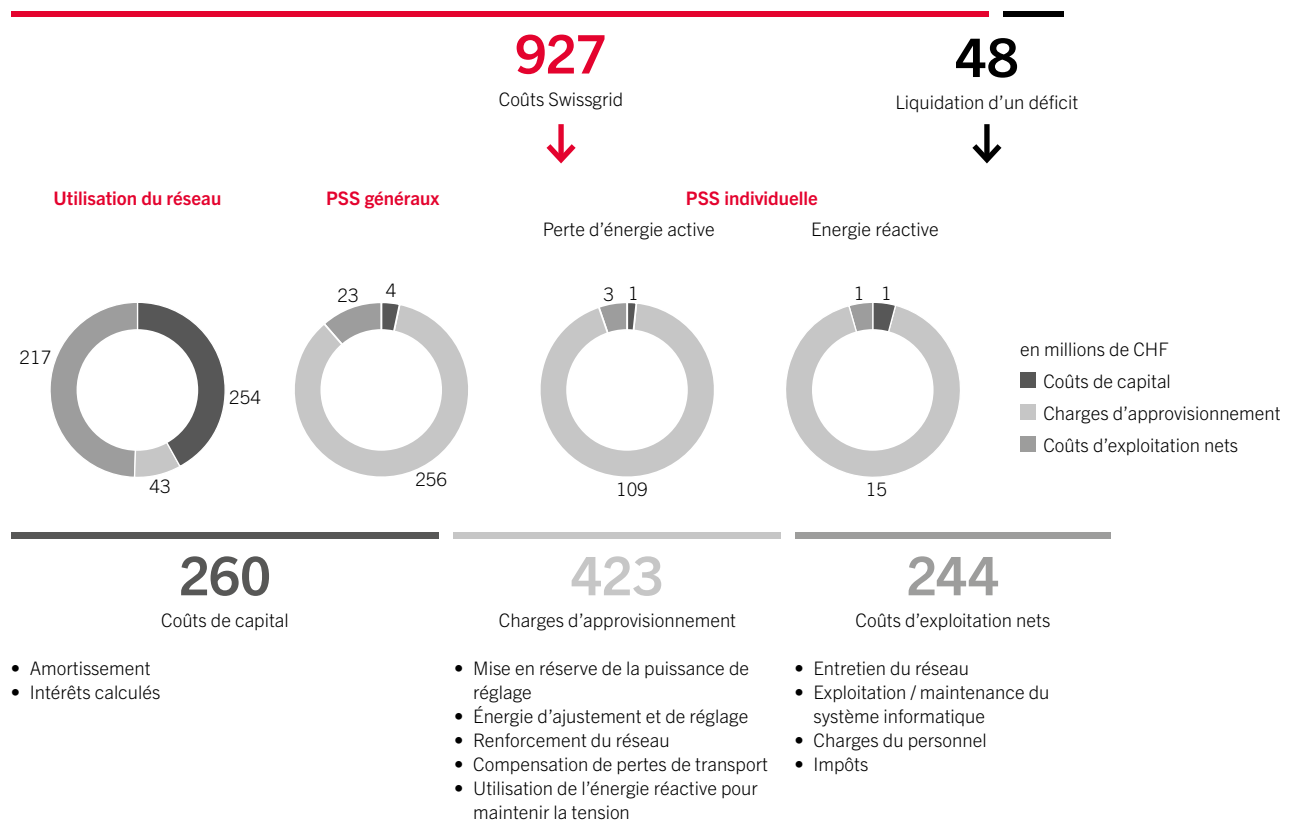 927
Coûts Swissgrid
48
Liquidation d’un déficit
Utilisation du réseau
PSS généraux
PSS individuelle
Perte d’énergie active
Energie réactive
217
254
43
23
4
256
3
1
109
1
1
15
en millions de CHF
Coûts de capital
Charges d’approvisionnement
Coûts d’exploitation nets
260
Coûts de capital
• Amortissement
• Intérêts calculés
423
Charges d’approvisionnement
• Mise en réserve de la puissance de
réglage
• Énergie d’ajustement et de réglage
• Renforcement du réseau
• Compensation de pertes de transport
• Utilisation de l’énergie réactive pour
maintenir la tension
244
Coûts d’exploitation nets
• Entretien du réseau
• Exploitation / maintenance du
système informatique
• Charges du personnel
• Impôts